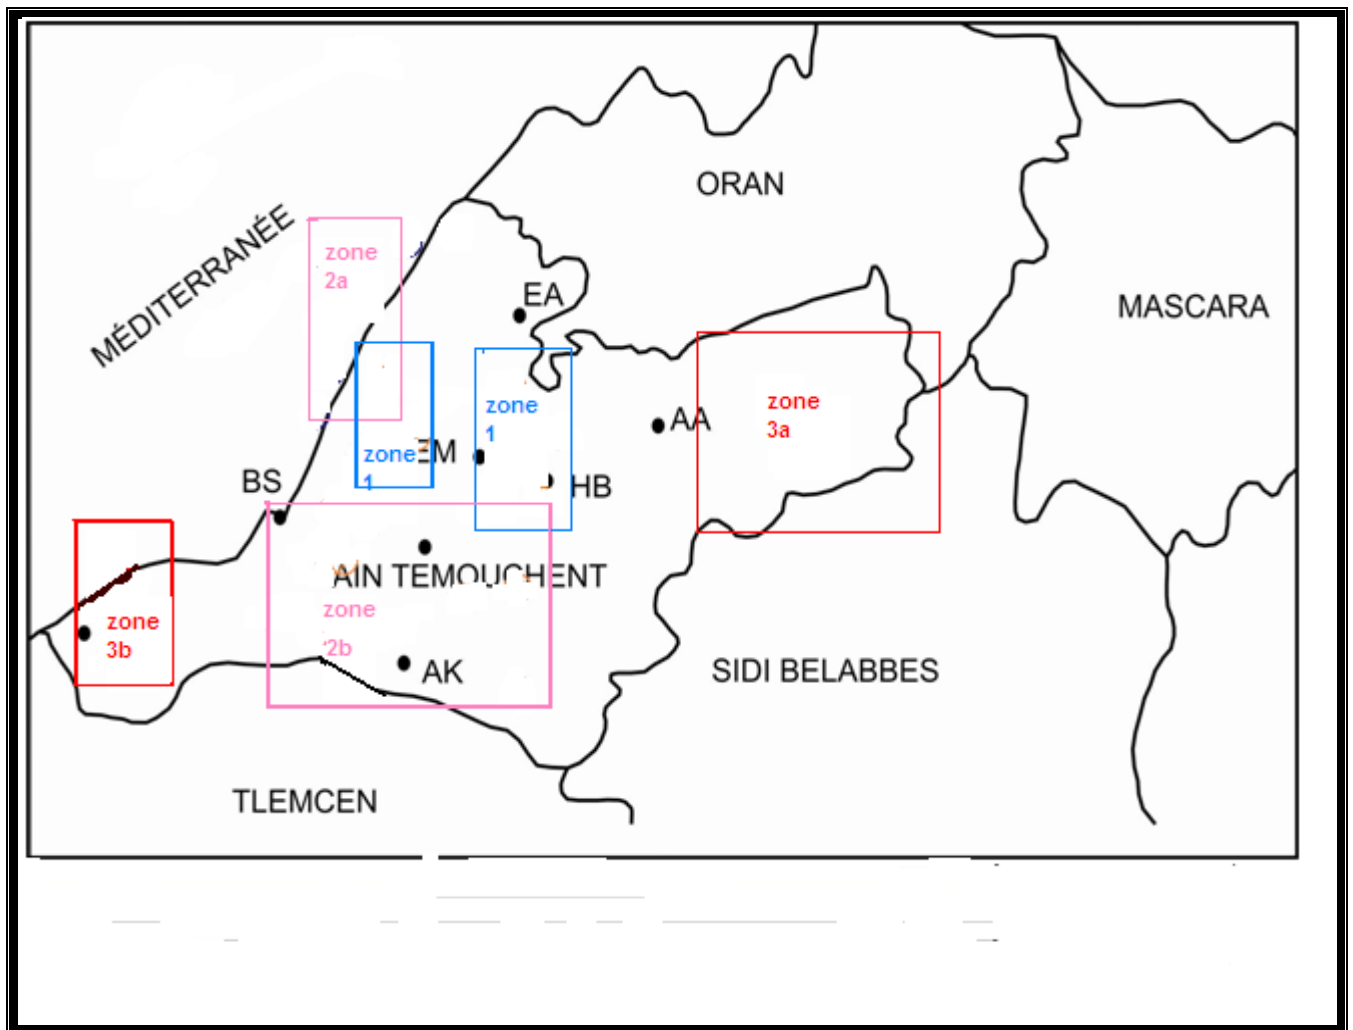 ORAN
MÉDITERRANÉE
zone
2a
EA
MASCARA
zone
1
AA
zone
3a
EM
zone
1
BS
HB
AIN TEMOUCHENT
zone
2b
zone
3b
AK
SIDI BELABBES
TLEMCEN